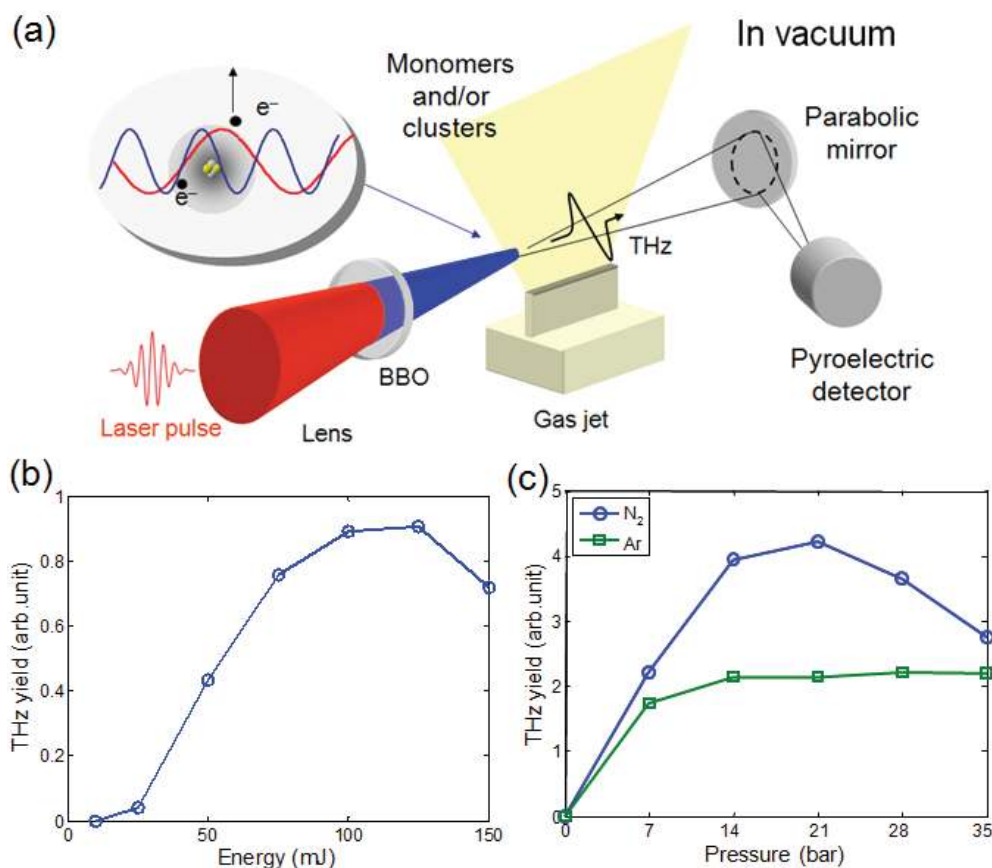 (a)
In vacuum
Monomers
and/or
clusters
e⁻
e⁻
Parabolic
mirror
THz
BBO
Pyroelectric
detector
Laser pulse
Lens
Gas jet
(b)
THz yield (arb.unit)
1
0.8
0.6
0.4
0.2
0
0
50
100
150
Energy (mJ)
(c)
THz yield (arb.unit)
N₂
Ar
5
4
3
2
1
0
0
7
14
21
28
35
Pressure (bar)